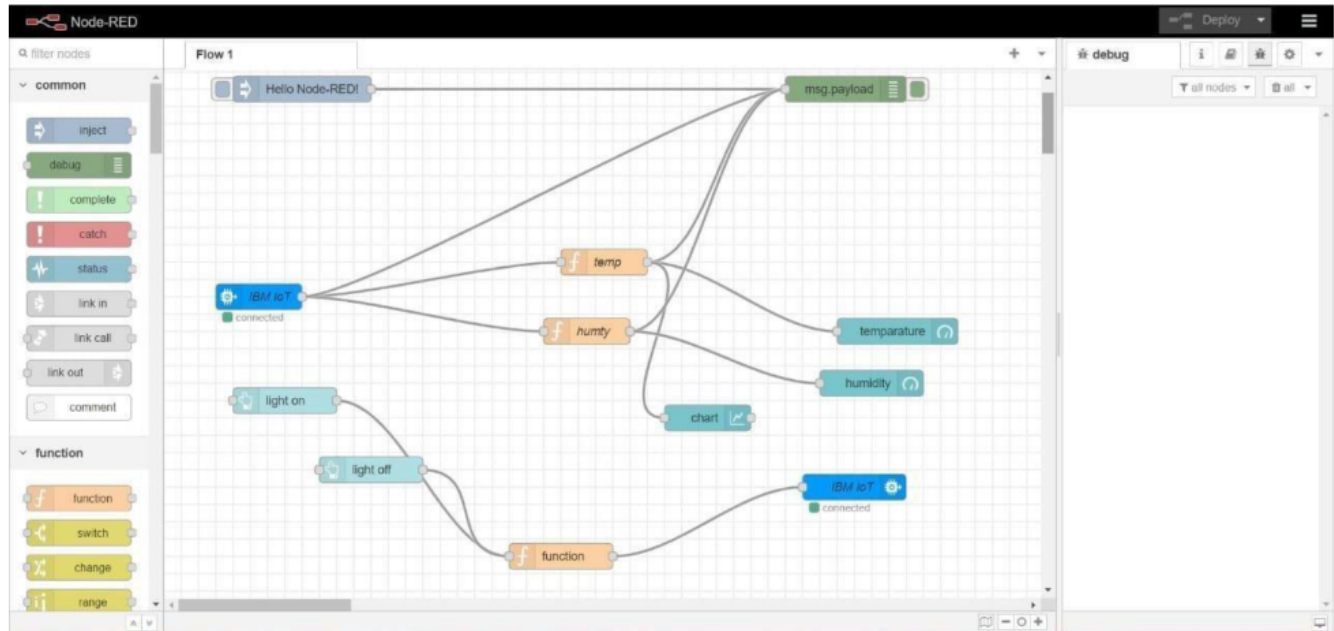 Node-RED
Deploy
filter nodes
Flow 1
debug
i
all nodes
all
common
inject
debug
complete
catch
status
link in
link call
link out
comment
function
function
switch
change
range
Hello Node-RED!
msg.payload
temp
IBM IoT
connected
humty
temparature
humidity
light on
chart
light off
IBM IoT
connected
function